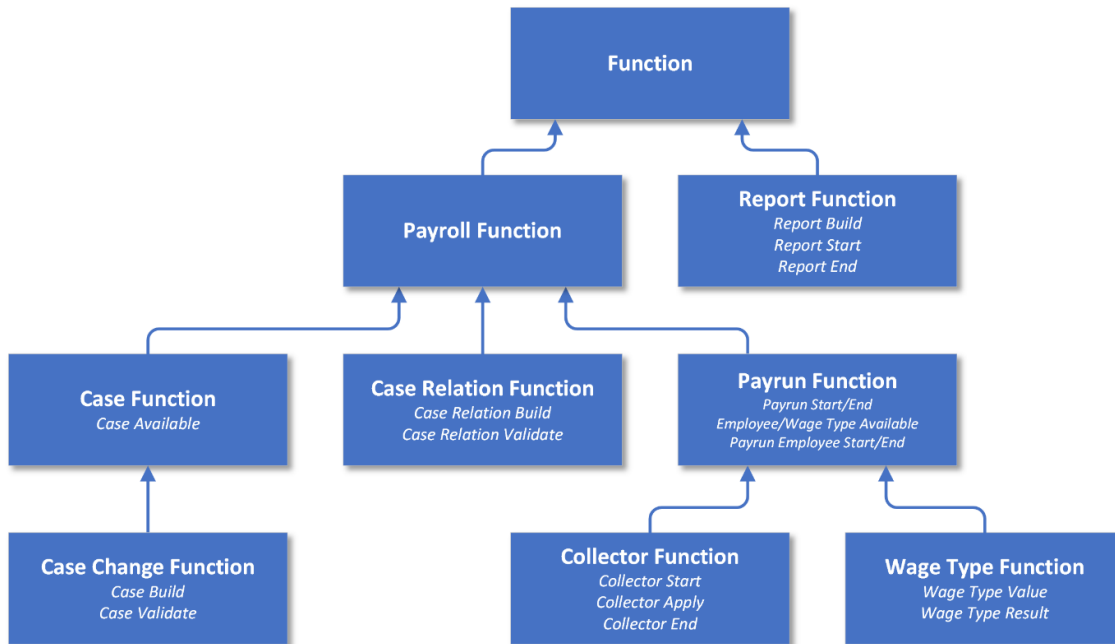 Function
Payroll Function
Report Function
Report Build
Report Start
Report End
Case Function
Case Available
Case Relation Function
Case Relation Build
Case Relation Validate
Payrun Function
Payrun Start/End
Employee/Wage Type Available
Payrun Employee Start/End
Case Change Function
Case Build
Case Validate
Collector Function
Collector Start
Collector Apply
Collector End
Wage Type Function
Wage Type Value
Wage Type Result